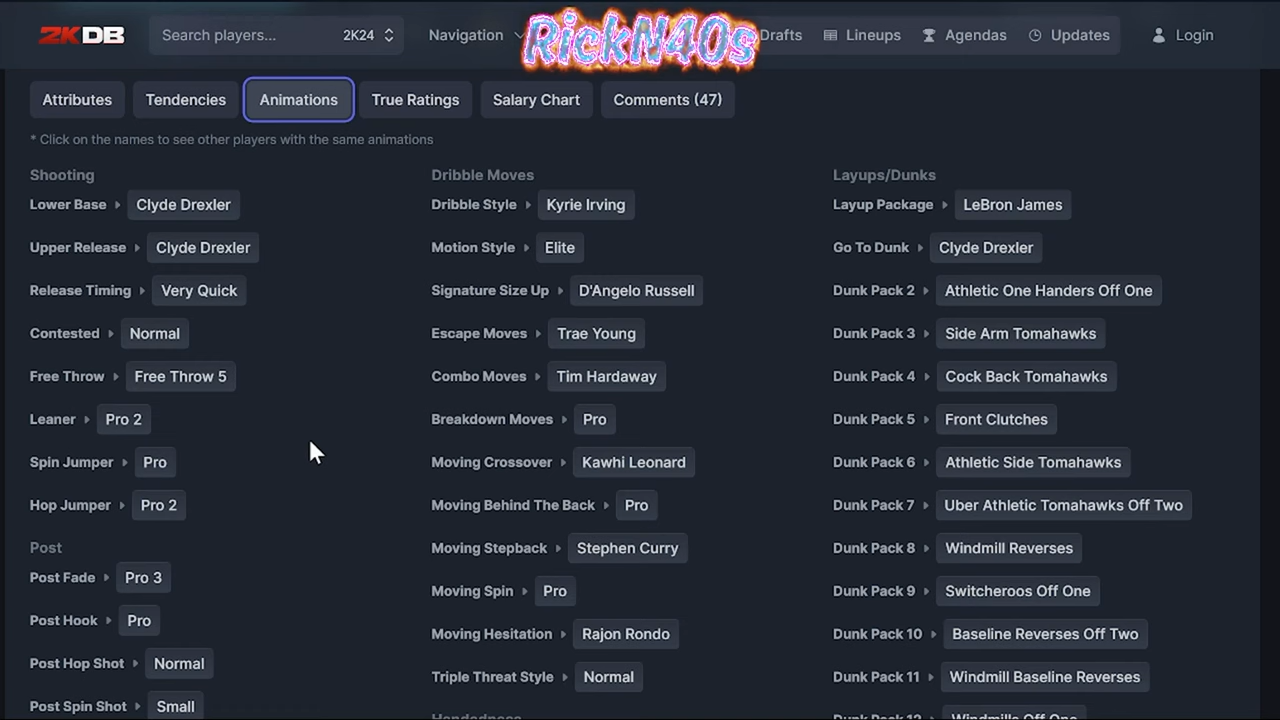 2KDB Search players... 2K24 Navigation RickN40s Drafts Lineups Agendas Updates Login
Attributes Tendencies Animations True Ratings Salary Chart Comments (47)
* Click on the names to see other players with the same animations
Shooting
Lower Base Clyde Drexler
Upper Release Clyde Drexler
Release Timing Very Quick
Contested Normal
Free Throw Free Throw 5
Leaner Pro 2
Spin Jumper Pro
Hop Jumper Pro 2
Post
Post Fade Pro 3
Post Hook Pro
Post Hop Shot Normal
Post Spin Shot Small
Dribble Moves
Dribble Style Kyrie Irving
Motion Style Elite
Signature Size Up D'Angelo Russell
Escape Moves Trae Young
Combo Moves Tim Hardaway
Breakdown Moves Pro
Moving Crossover Kawhi Leonard
Moving Behind The Back Pro
Moving Stepback Stephen Curry
Moving Spin Pro
Moving Hesitation Rajon Rondo
Triple Threat Style Normal
Handedness
Layups/Dunks
Layup Package LeBron James
Go To Dunk Clyde Drexler
Dunk Pack 2 Athletic One Handers Off One
Dunk Pack 3 Side Arm Tomahawks
Dunk Pack 4 Cock Back Tomahawks
Dunk Pack 5 Front Clutches
Dunk Pack 6 Athletic Side Tomahawks
Dunk Pack 7 Uber Athletic Tomahawks Off Two
Dunk Pack 8 Windmill Reverses
Dunk Pack 9 Switcheroos Off One
Dunk Pack 10 Baseline Reverses Off Two
Dunk Pack 11 Windmill Baseline Reverses
Dunk Pack 12 Windmills Off One